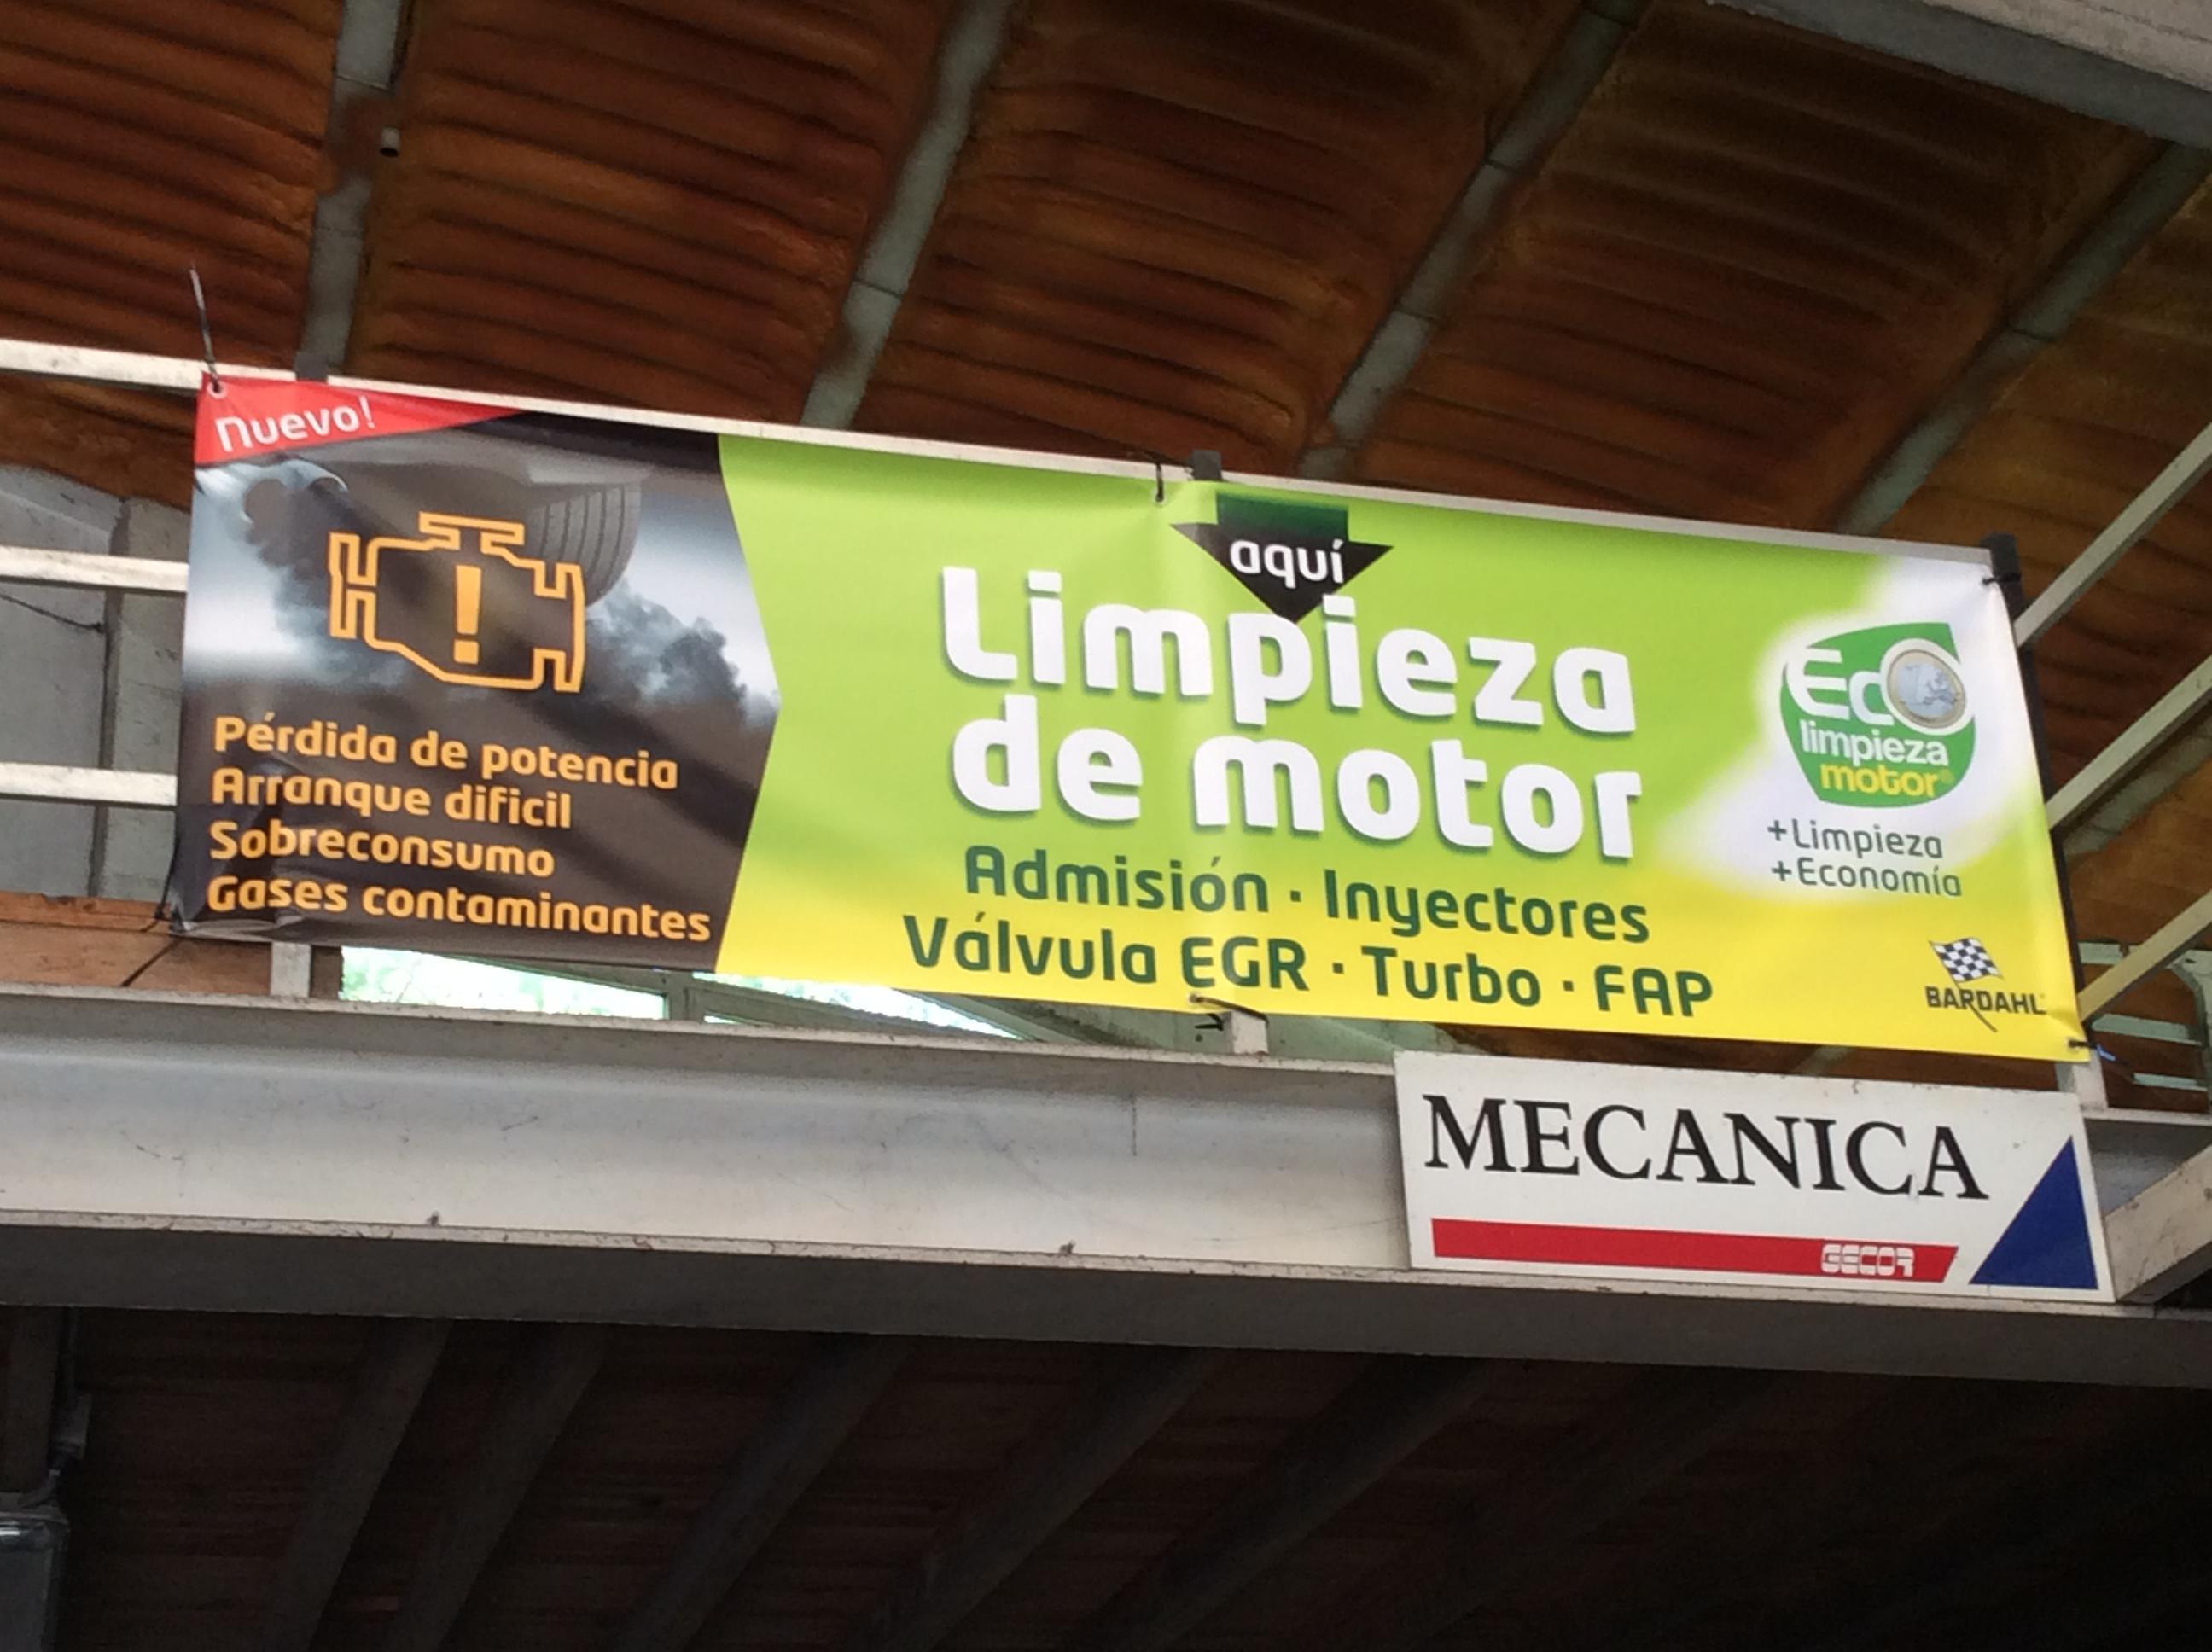 nuevo!
Pérdida de potencia
Arranque dificil
Sobreconsumo
Gases contaminantes
aquí
Limpieza
de motor
Admisión · Inyectores
Válvula EGR · Turbo · FAP
Eco
limpieza
motor®
+Limpieza
+Economía
BARDAHL
MECANICA
GECOR